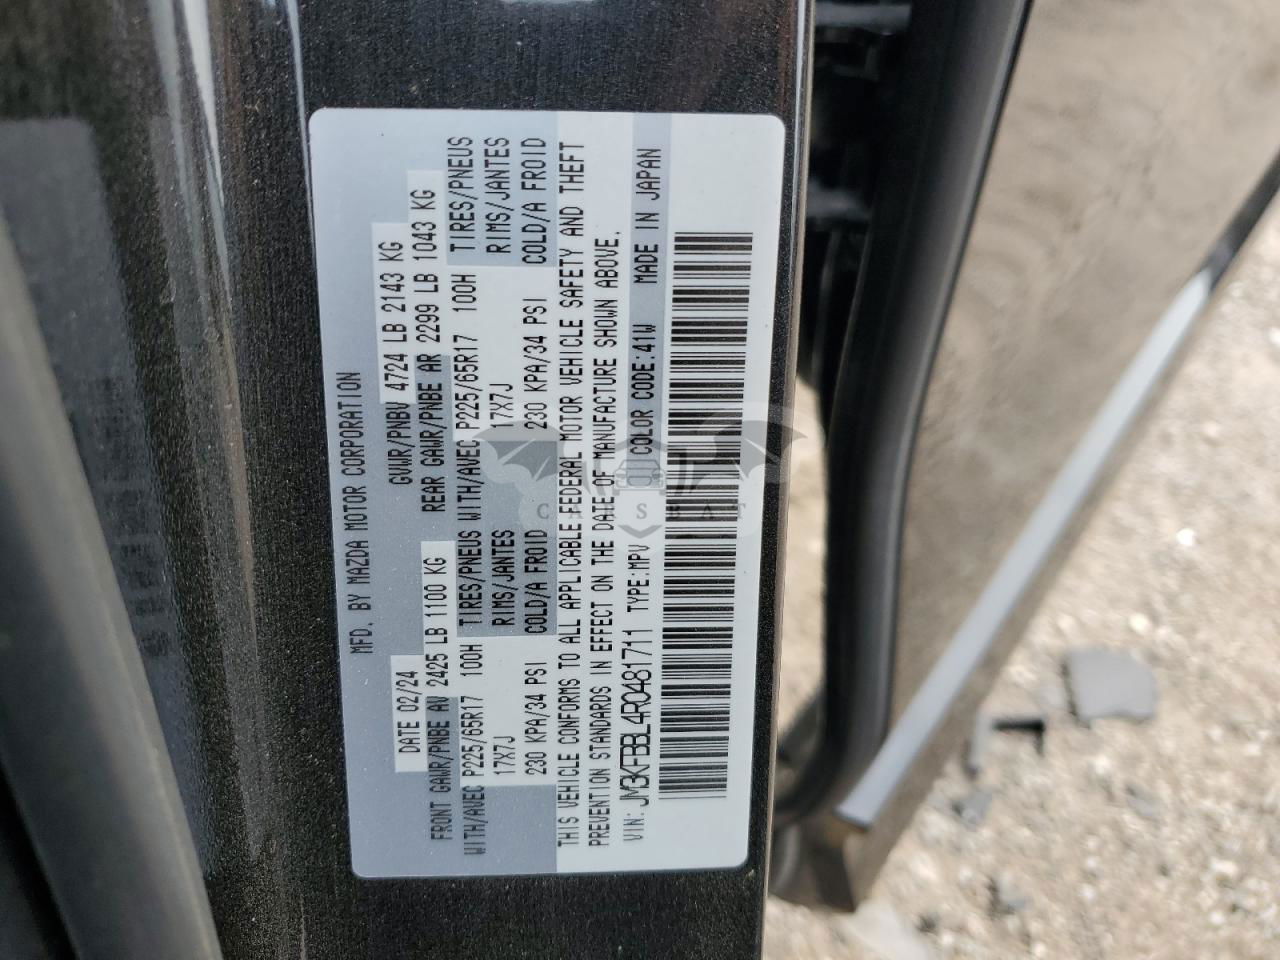 MFD. BY MAZDA MOTOR CORPORATION
DATE 02/24 GVWR/PNBV 4724 LB 2143 KG
FRONT GAWR/PNBE AV 2425 LB 1100 KG REAR GAWR/PNBE AR 2299 LB 1043 KG
WITH/AVEC P225/65R17 100H TIRES/PNEUS WITH/AVEC P225/65R17 100H TIRES/PNEUS
17X7J RIMS/JANTES 17X7J RIMS/JANTES
230 KPA/34 PSI COLD/A FROID 230 KPA/34 PSI COLD/A FROID
THIS VEHICLE CONFORMS TO ALL APPLICABLE FEDERAL MOTOR VEHICLE SAFETY AND THEFT
PREVENTION STANDARDS IN EFFECT ON THE DATE OF MANUFACTURE SHOWN ABOVE.
VIN: JM3KFBBL4R0481711 TYPE:MPV COLOR CODE:41W MADE IN JAPAN
CARSBAT